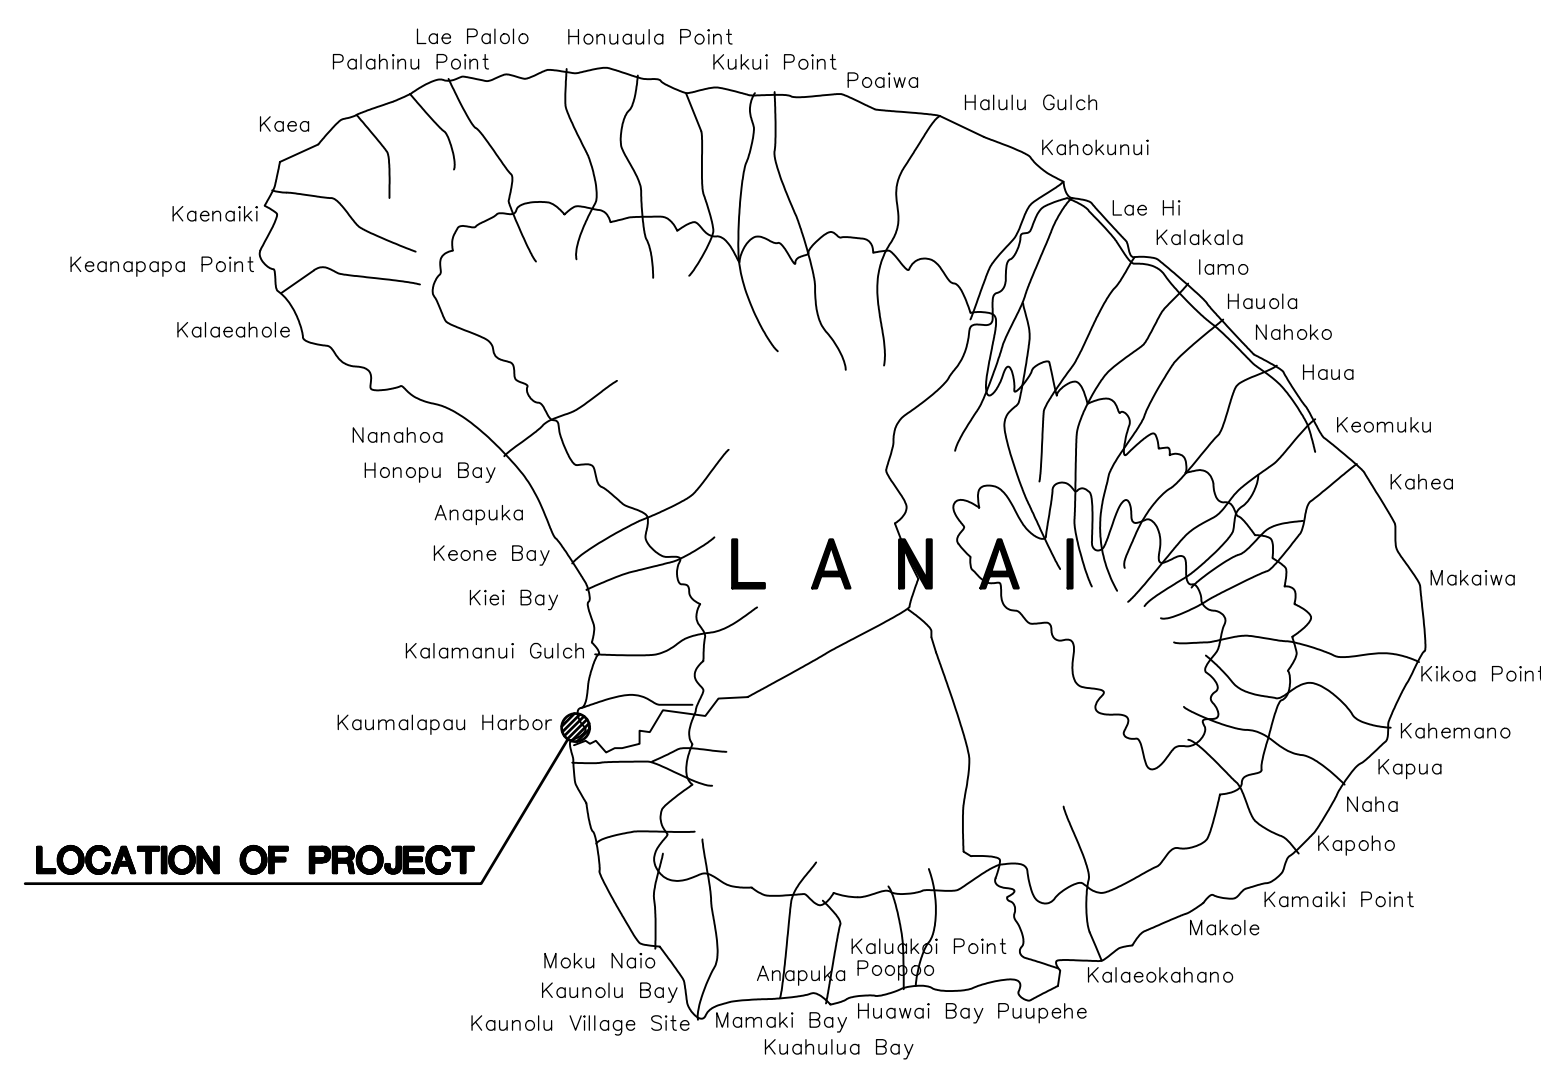 Lae Palolo
Honuaula Point
Palahinu Point
Kukui Point
Poaiwa
Halulu Gulch
Kaea
Kahokunui
Lae Hi
Kaenaiki
Kalakala
Keanapapa Point
Iamo
Hauola
Kalaeahole
Nahoko
Haua
Keomuku
Nanahoa
Honopu Bay
Kahea
Anapuka
Keone Bay
LANAI
Makaiwa
Kiei Bay
Kalamanui Gulch
Kikoa Point
Kaumalapau Harbor
Kahemano
Kapua
Naha
Kapoho
LOCATION OF PROJECT
Kamaiki Point
Makole
Kaluakoi Point
Moku Naio
Anapuka
Poopoo
Kalaeokahano
Kaunolu Bay
Huawai Bay
Puupehe
Kaunolu Village Site
Mamaki Bay
Kuahulua Bay